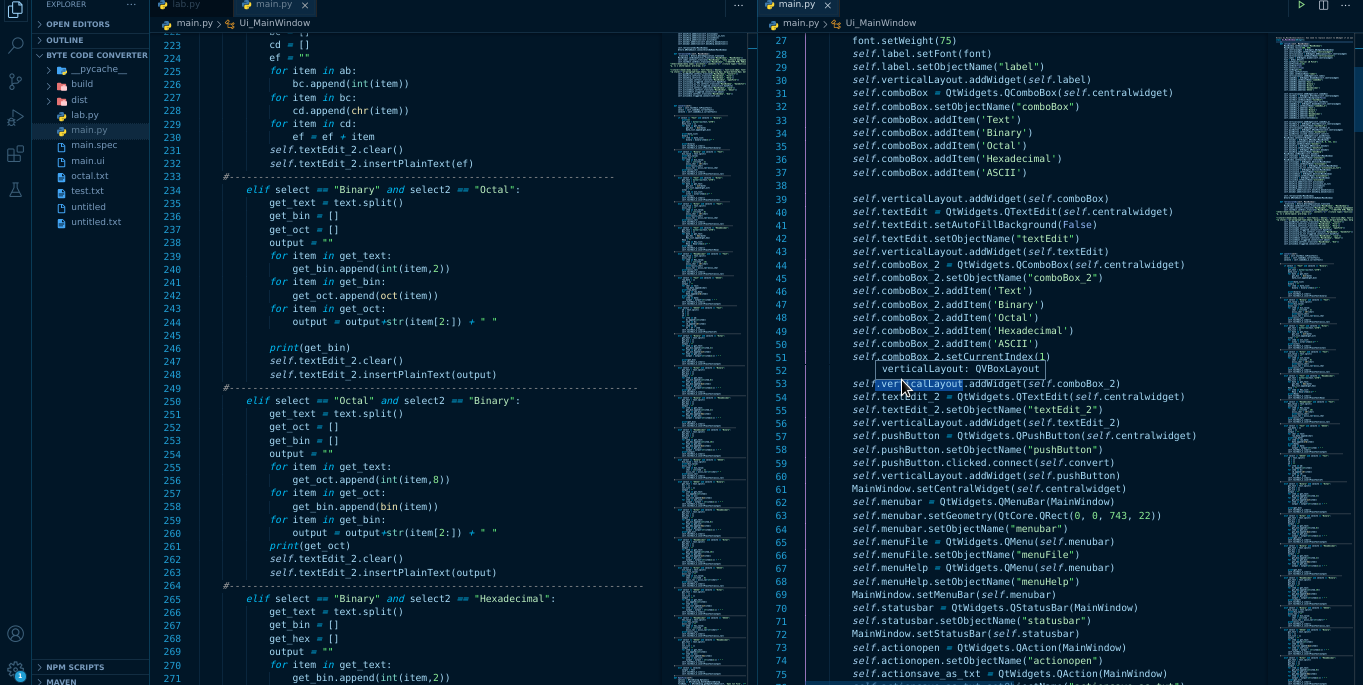 EXPLORER
OPEN EDITORS
OUTLINE
BYTE CODE CONVERTER
__pycache__
build
dist
lab.py
main.py
main.spec
main.ui
octal.txt
test.txt
untitled
untitled.txt
NPM SCRIPTS
MAVEN
1
lab.py
main.py
main.py > Ui_MainWindow
223 cd = []
224 ef = ""
225 for item in ab:
226 bc.append(int(item))
227 for item in bc:
228 cd.append(chr(item))
229 for item in cd:
230 ef = ef + item
231 self.textEdit_2.clear()
232 self.textEdit_2.insertPlainText(ef)
233 #-----------------------------------------------------------------------
234 elif select == "Binary" and select2 == "Octal":
235 get_text = text.split()
236 get_bin = []
237 get_oct = []
238 output = ""
239 for item in get_text:
240 get_bin.append(int(item,2))
241 for item in get_bin:
242 get_oct.append(oct(item))
243 for item in get_oct:
244 output = output+str(item[2:]) + " "
245
246 print(get_bin)
247 self.textEdit_2.clear()
248 self.textEdit_2.insertPlainText(output)
249 #----------------------------------------------------------------------
250 elif select == "Octal" and select2 == "Binary":
251 get_text = text.split()
252 get_oct = []
253 get_bin = []
254 output = ""
255 for item in get_text:
256 get_oct.append(int(item,8))
257 for item in get_oct:
258 get_bin.append(bin(item))
259 for item in get_bin:
260 output = output+str(item[2:]) + " "
261 print(get_oct)
262 self.textEdit_2.clear()
263 self.textEdit_2.insertPlainText(output)
264 #-----------------------------------------------------------------------
265 elif select == "Binary" and select2 == "Hexadecimal":
266 get_text = text.split()
267 get_bin = []
268 get_hex = []
269 output = ""
270 for item in get_text:
271 get_bin.append(int(item,2))
main.py
main.py > Ui_MainWindow
27 font.setWeight(75)
28 self.label.setFont(font)
29 self.label.setObjectName("label")
30 self.verticalLayout.addWidget(self.label)
31 self.comboBox = QtWidgets.QComboBox(self.centralwidget)
32 self.comboBox.setObjectName("comboBox")
33 self.comboBox.addItem('Text')
34 self.comboBox.addItem('Binary')
35 self.comboBox.addItem('Octal')
36 self.comboBox.addItem('Hexadecimal')
37 self.comboBox.addItem('ASCII')
38
39 self.verticalLayout.addWidget(self.comboBox)
40 self.textEdit = QtWidgets.QTextEdit(self.centralwidget)
41 self.textEdit.setAutoFillBackground(False)
42 self.textEdit.setObjectName("textEdit")
43 self.verticalLayout.addWidget(self.textEdit)
44 self.comboBox_2 = QtWidgets.QComboBox(self.centralwidget)
45 self.comboBox_2.setObjectName("comboBox_2")
46 self.comboBox_2.addItem('Text')
47 self.comboBox_2.addItem('Binary')
48 self.comboBox_2.addItem('Octal')
49 self.comboBox_2.addItem('Hexadecimal')
50 self.comboBox_2.addItem('ASCII')
51 self.comboBox_2.setCurrentIndex(1)
52 verticalLayout: QVBoxLayout
53 self.verticalLayout.addWidget(self.comboBox_2)
54 self.textEdit_2 = QtWidgets.QTextEdit(self.centralwidget)
55 self.textEdit_2.setObjectName("textEdit_2")
56 self.verticalLayout.addWidget(self.textEdit_2)
57 self.pushButton = QtWidgets.QPushButton(self.centralwidget)
58 self.pushButton.setObjectName("pushButton")
59 self.pushButton.clicked.connect(self.convert)
60 self.verticalLayout.addWidget(self.pushButton)
61 MainWindow.setCentralWidget(self.centralwidget)
62 self.menubar = QtWidgets.QMenuBar(MainWindow)
63 self.menubar.setGeometry(QtCore.QRect(0, 0, 743, 22))
64 self.menubar.setObjectName("menubar")
65 self.menuFile = QtWidgets.QMenu(self.menubar)
66 self.menuFile.setObjectName("menuFile")
67 self.menuHelp = QtWidgets.QMenu(self.menubar)
68 self.menuHelp.setObjectName("menuHelp")
69 MainWindow.setMenuBar(self.menubar)
70 self.statusbar = QtWidgets.QStatusBar(MainWindow)
71 self.statusbar.setObjectName("statusbar")
72 MainWindow.setStatusBar(self.statusbar)
73 self.actionopen = QtWidgets.QAction(MainWindow)
74 self.actionopen.setObjectName("actionopen")
75 self.actionsave_as_txt = QtWidgets.QAction(MainWindow)